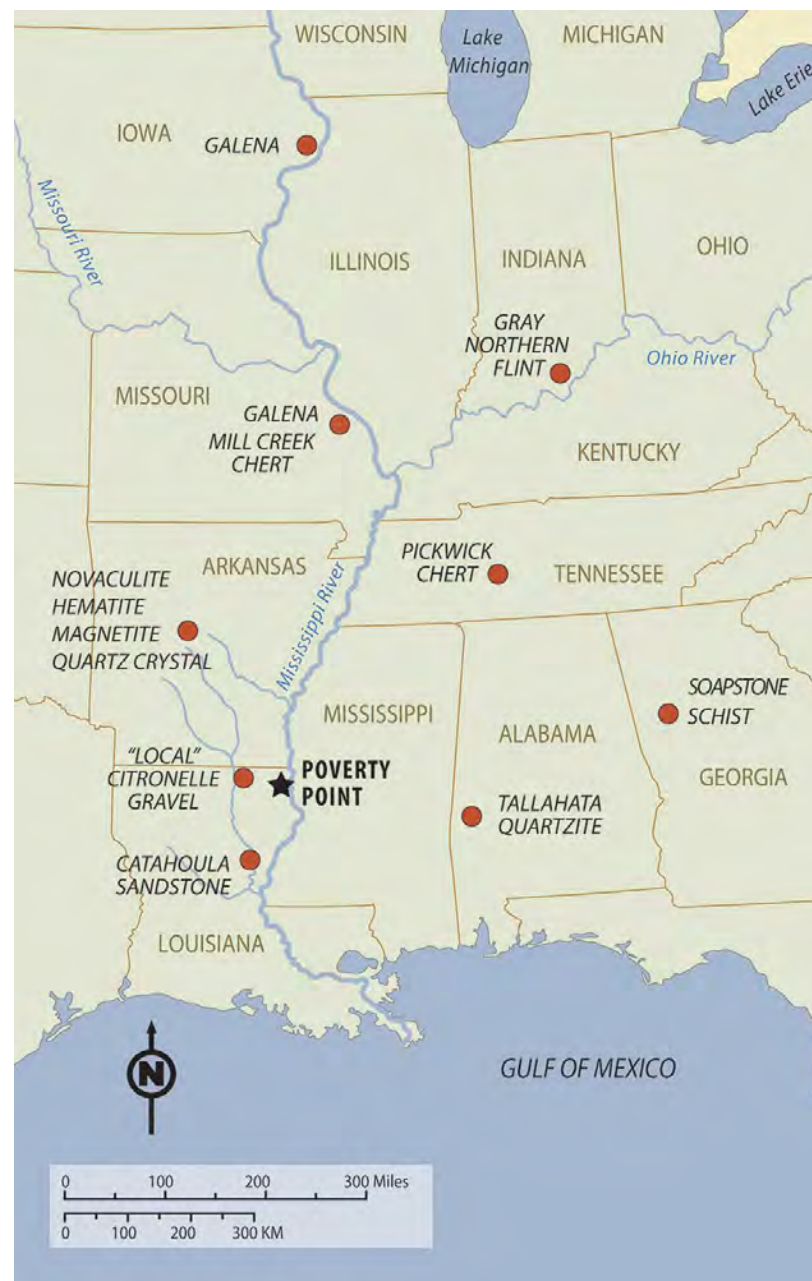 WISCONSIN
Lake
Michigan
MICHIGAN
Lake Erie
IOWA
GALENA
Missouri River
ILLINOIS
INDIANA
OHIO
GRAY
NORTHERN
FLINT
Ohio River
MISSOURI
GALENA
MILL CREEK
CHERT
KENTUCKY
ARKANSAS
Mississippi River
PICKWICK
CHERT
TENNESSEE
NOVACULITE
HEMATITE
MAGNETITE
QUARTZ CRYSTAL
MISSISSIPPI
ALABAMA
SOAPSTONE
SCHIST
GEORGIA
"LOCAL"
CITRONELLE
GRAVEL
POVERTY
POINT
TALLAHATA
QUARTZITE
CATAHOULA
SANDSTONE
LOUISIANA
N
GULF OF MEXICO
0 100 200 300 Miles
0 100 200 300 KM